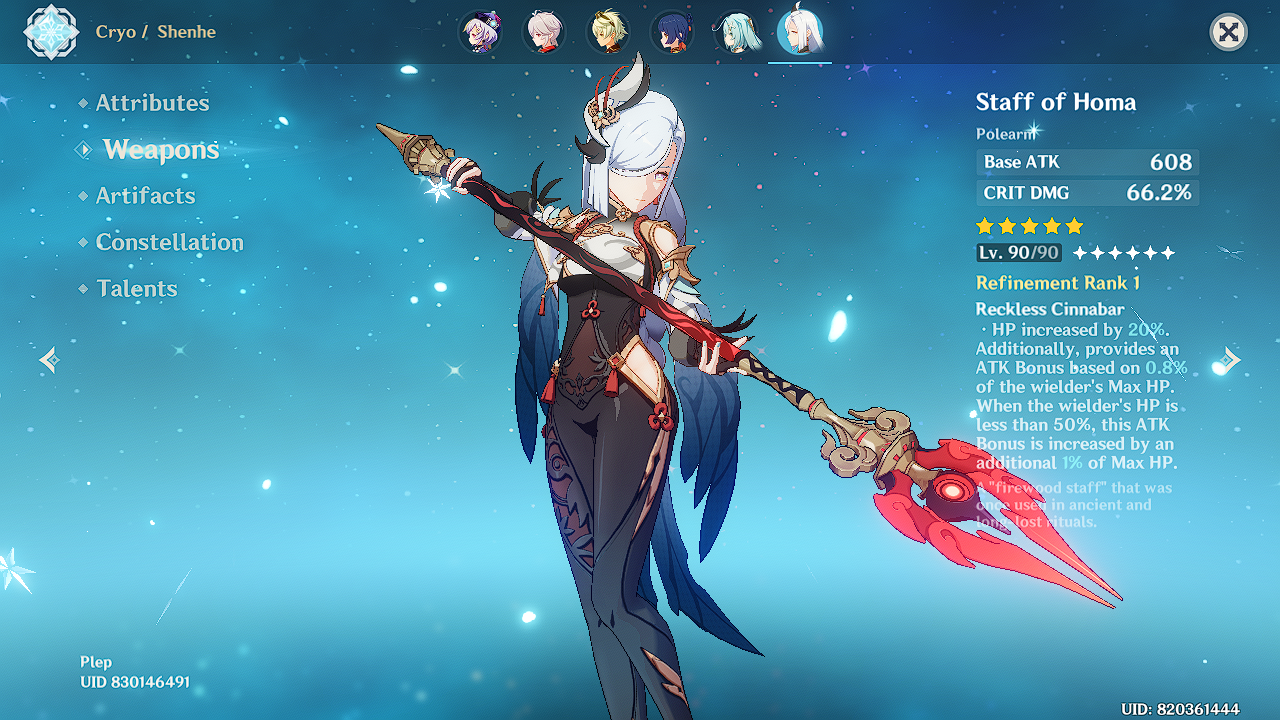 Cryo / Shenhe
Attributes
Weapons
Artifacts
Constellation
Talents
Staff of Homa
Polearm
Base ATK 608
CRIT DMG 66.2%
Lv. 90/90
Refinement Rank 1
Reckless Cinnabar
· HP increased by 20%.
Additionally, provides an
ATK Bonus based on 0.8%
of the wielder's Max HP.
When the wielder's HP is
less than 50%, this ATK
Bonus is increased by an
additional 1% of Max HP.
A "firewood staff" that was
once used in ancient and
long-lost rituals.
Plep
UID 830146491
UID: 820361444